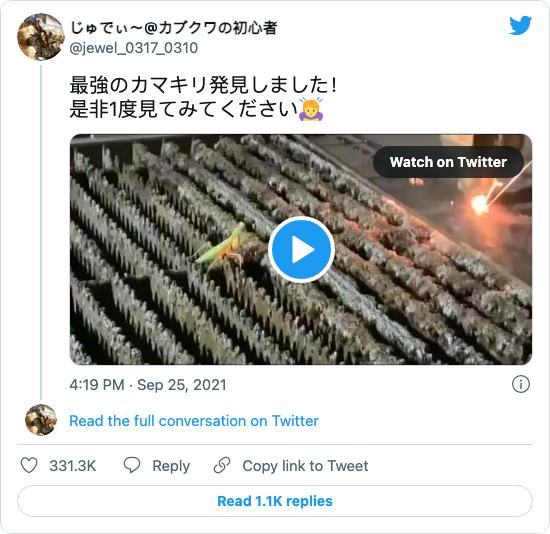 じゅでぃ～@カブクワの初心者
@jewel_0317_0310
最強のカマキリ発見しました！
是非1度見てみてください🙇
Watch on Twitter
4:19 PM · Sep 25, 2021
Read the full conversation on Twitter
331.3K Reply Copy link to Tweet
Read 1.1K replies